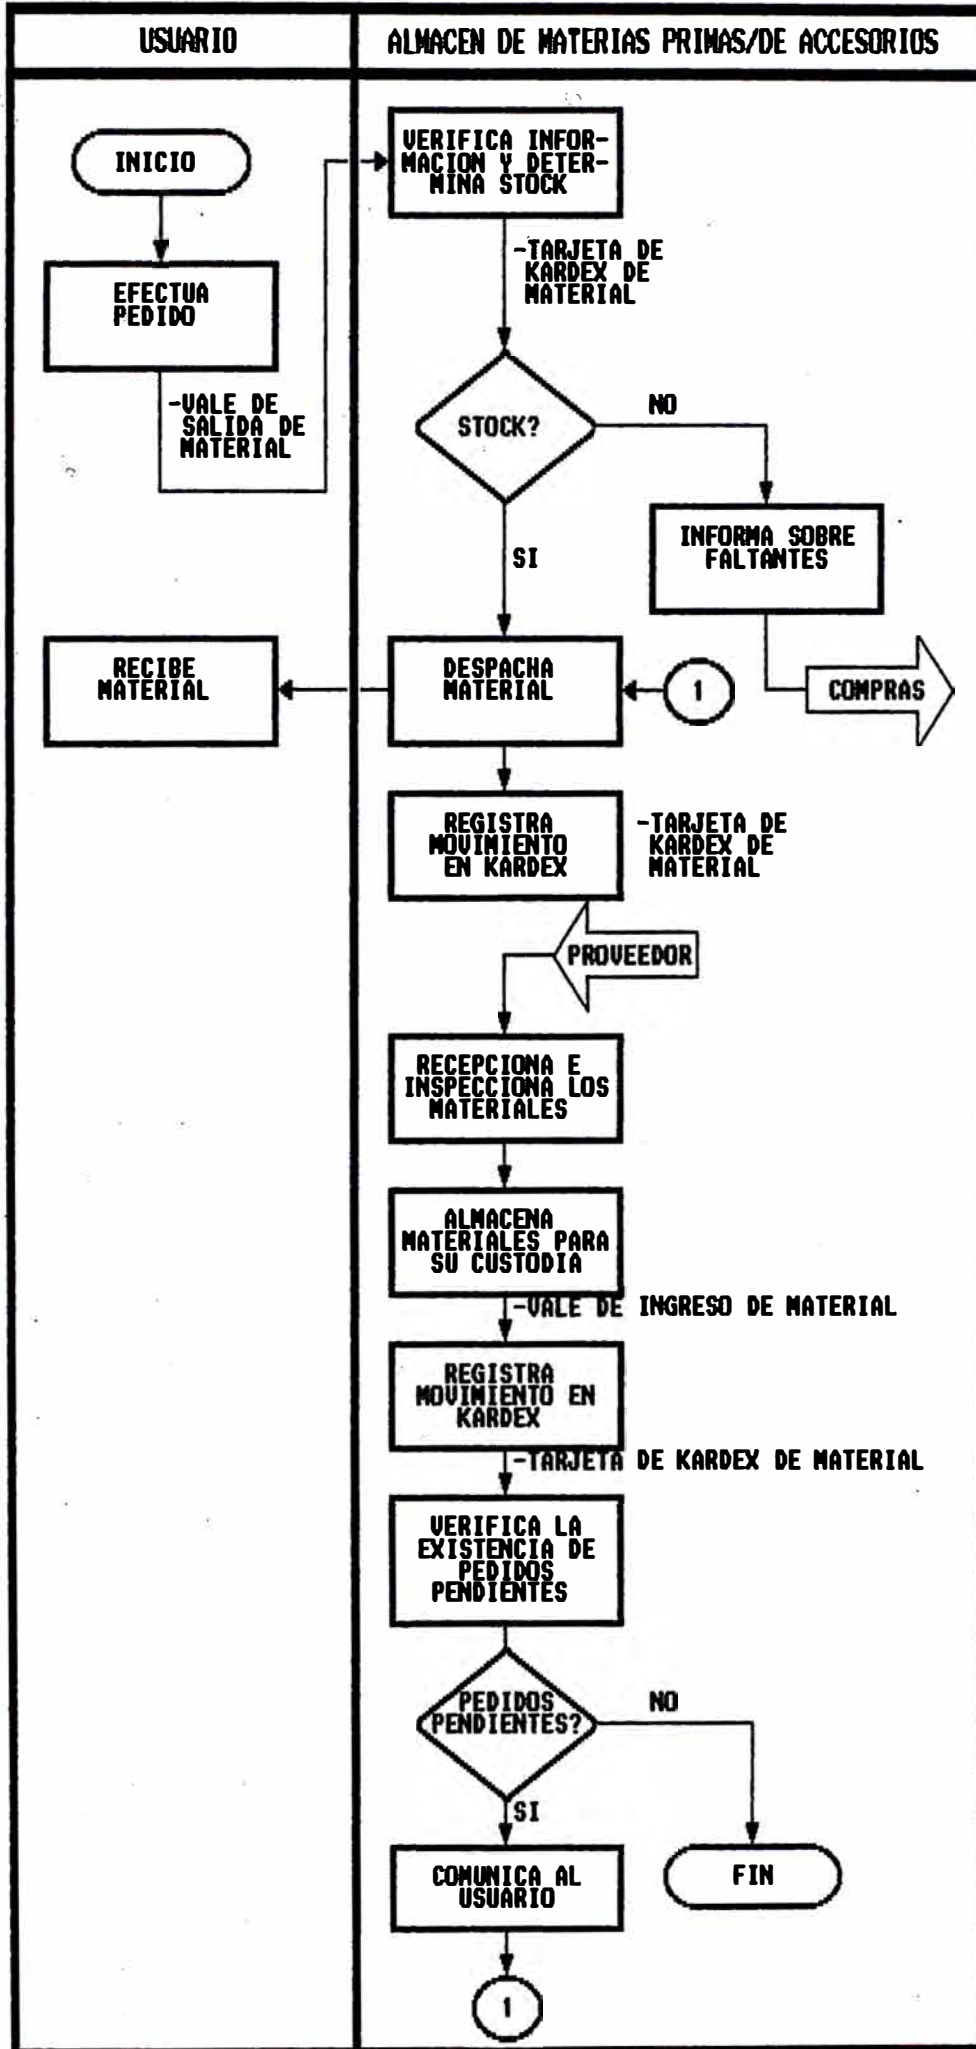 USUARIO
ALMACEN DE MATERIAS PRIMAS/DE ACCESORIOS
INICIO
EFECTUA
PEDIDO
-VALE DE
SALIDA DE
MATERIAL
VERIFICA INFOR-
MACION Y DETER-
MINA STOCK
-TARJETA DE
KARDEX DE
MATERIAL
STOCK?
NO
SI
INFORMA SOBRE
FALTANTES
COMPRAS
RECIBE
MATERIAL
DESPACHA
MATERIAL
1
REGISTRA
MOVIMIENTO
EN KARDEX
-TARJETA DE
KARDEX DE
MATERIAL
PROVEEDOR
RECEPCIONA E
INSPECCIONA LOS
MATERIALES
ALMACENA
MATERIALES PARA
SU CUSTODIA
-VALE DE INGRESO DE MATERIAL
REGISTRA
MOVIMIENTO EN
KARDEX
-TARJETA DE KARDEX DE MATERIAL
VERIFICA LA
EXISTENCIA DE
PEDIDOS
PENDIENTES
PEDIDOS
PENDIENTES?
NO
SI
COMUNICA AL
USUARIO
FIN
1